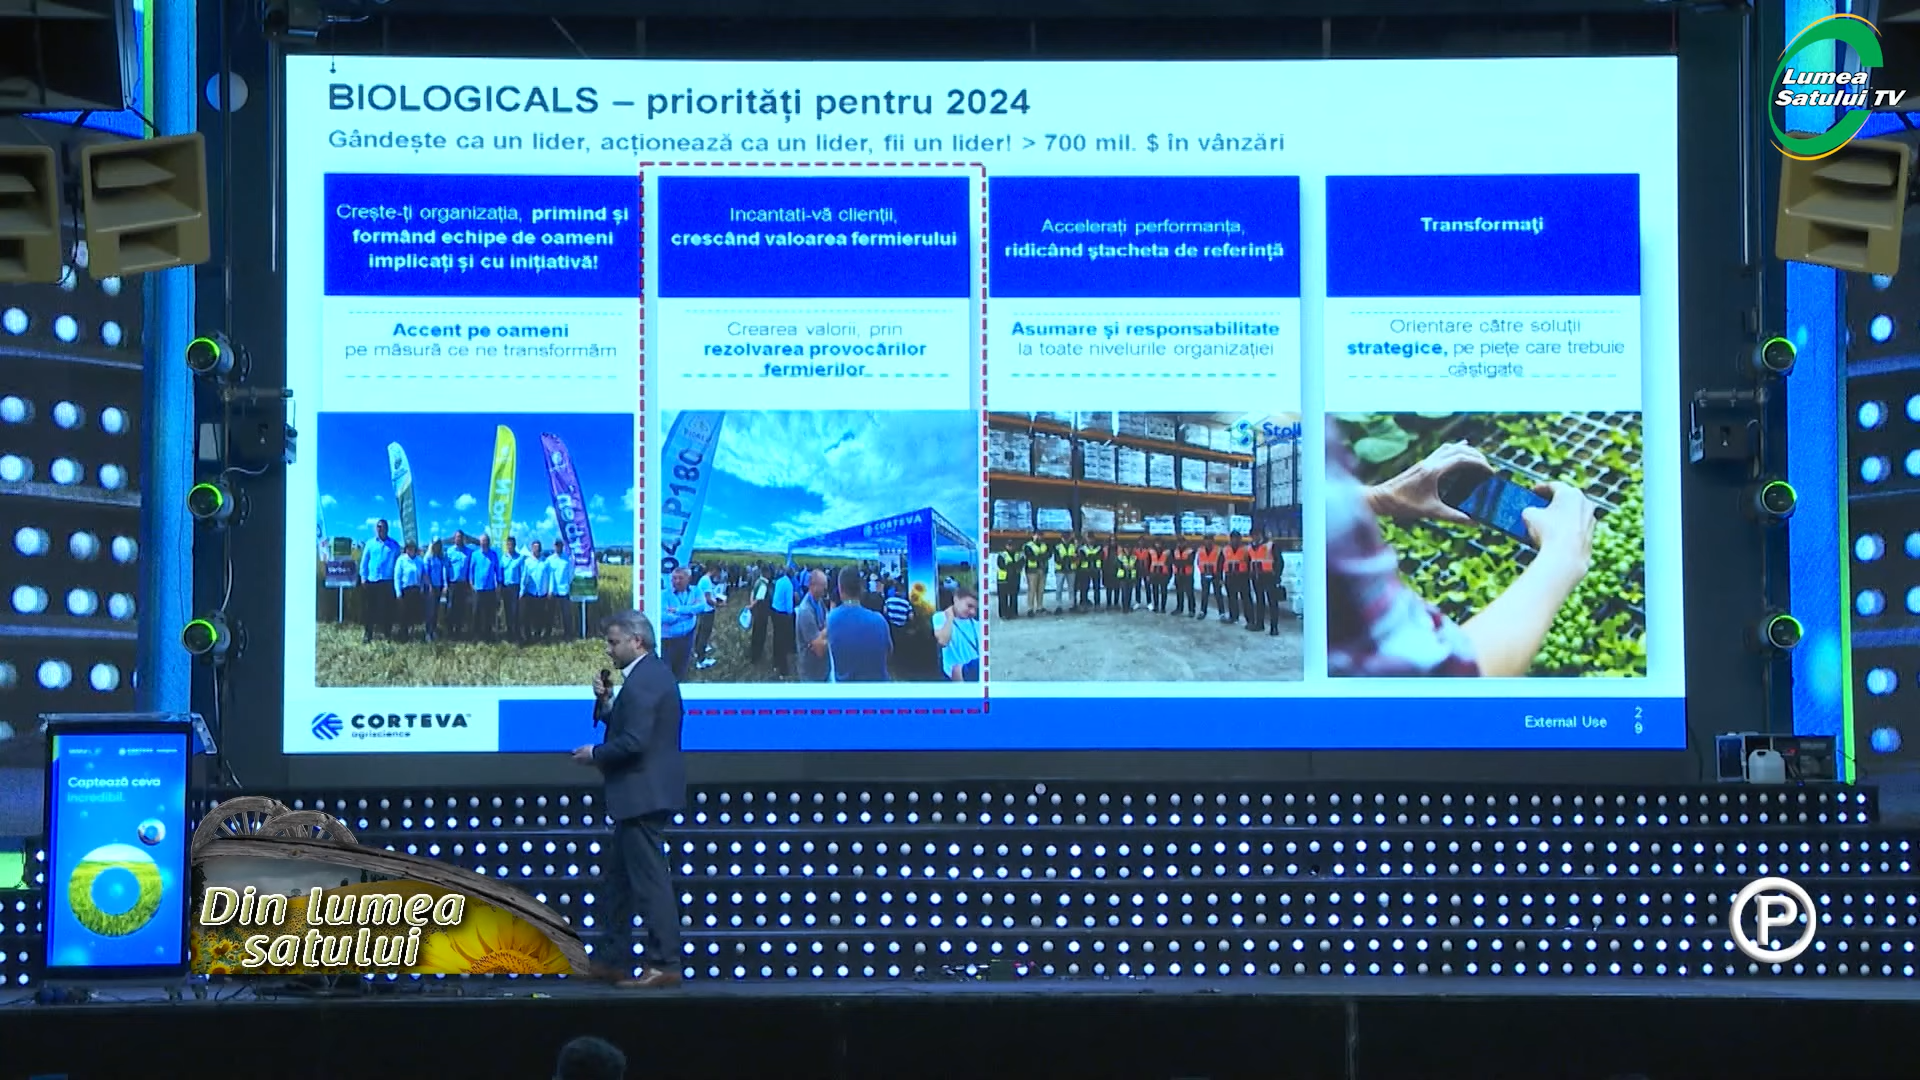 Lumea
Satului TV
BIOLOGICALS – priorități pentru 2024
Gândește ca un lider, acționează ca un lider, fii un lider! > 700 mil. $ în vânzări
Crește-ți organizația, primind și
formând echipe de oameni
implicați și cu inițiativă!
Accent pe oameni
pe măsură ce ne transformăm
Incantati-vă clienții,
crescând valoarea fermierului
Crearea valorii, prin
rezolvarea provocărilor
fermierilor
Accelerați performanța,
ridicând ștacheta de referință
Asumare și responsabilitate
la toate nivelurile organizației
Transformați
Orientare către soluții
strategice, pe piețe care trebuie
câștigate
64LP180
CORTEVA
Stoll
CORTEVA
agriscience
External Use
29
Captează ceva
incredibil.
Din lumea
satului
P